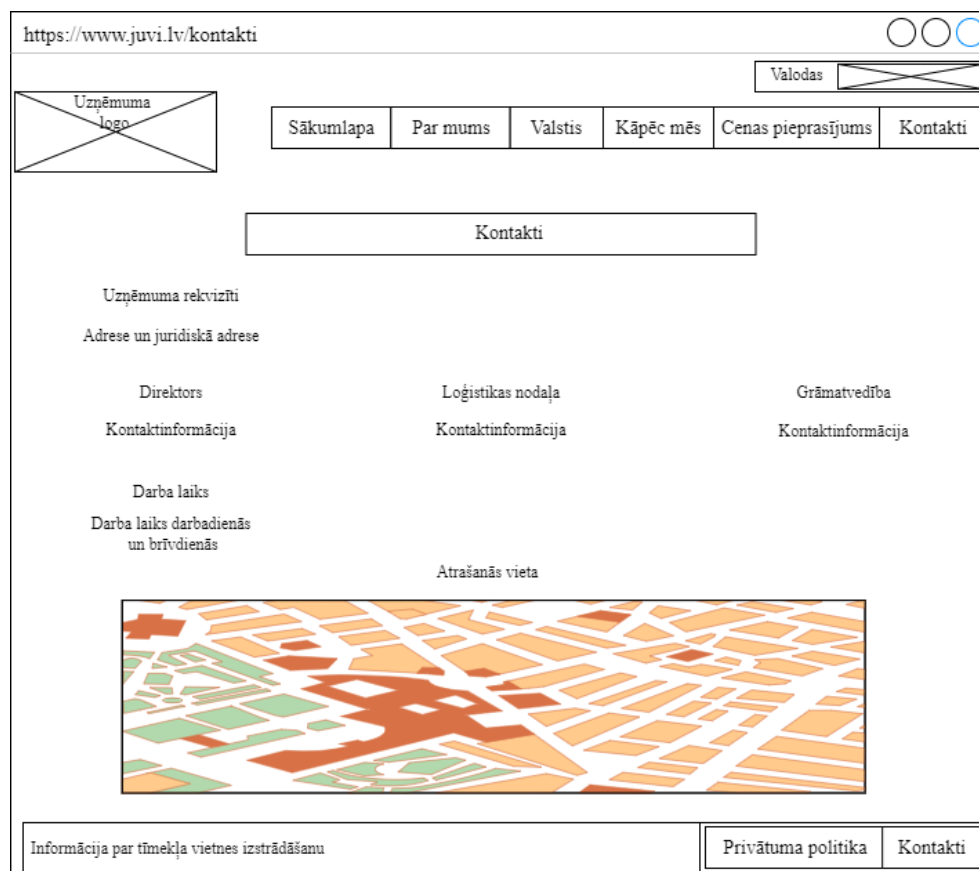 https://www.juvi.lv/kontakti
Valodas
Uzņēmuma
logo
Sākumlapa
Par mums
Valstis
Kāpēc mēs
Cenas pieprasījums
Kontakti
Kontakti
Uzņēmuma rekvizīti
Adrese un juridiskā adrese
Direktors
Loģistikas nodaļa
Grāmatvedība
Kontaktinformācija
Kontaktinformācija
Kontaktinformācija
Darba laiks
Darba laiks darbadienās
un brīvdienās
Atrašanās vieta
Informācija par tīmekļa vietnes izstrādāšanu
Privātuma politika
Kontakti